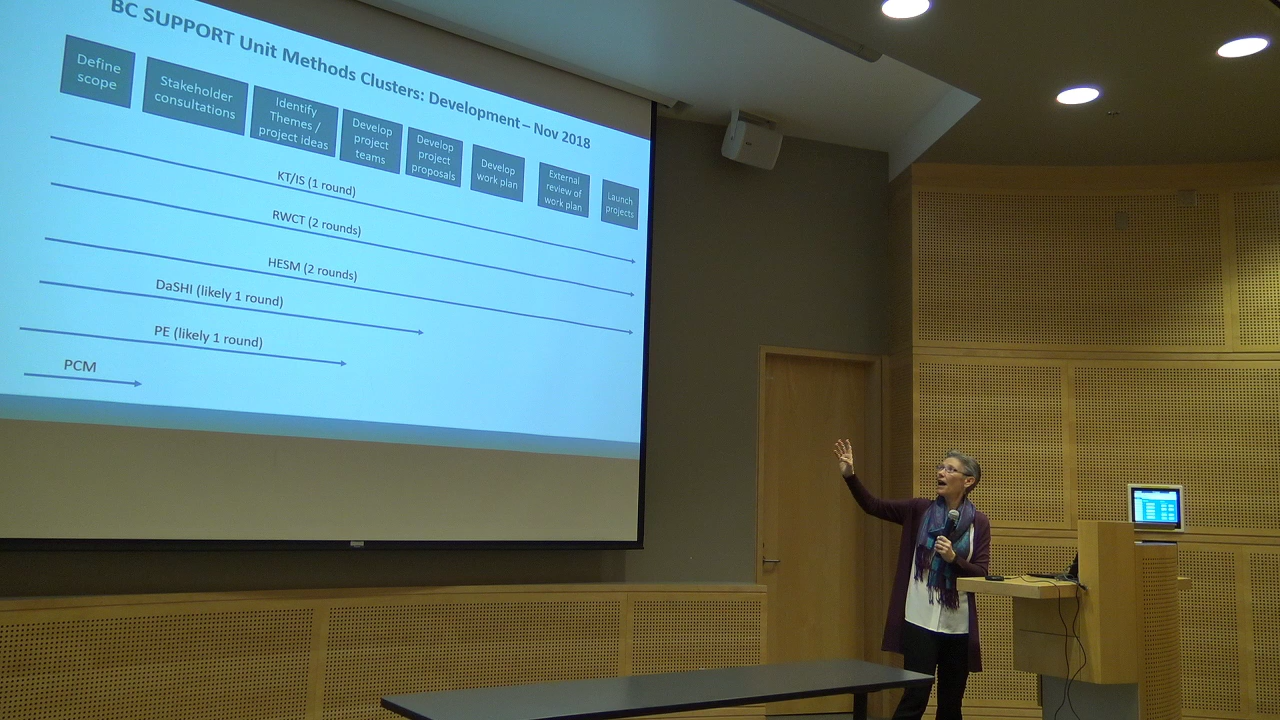 BC SUPPORT Unit Methods Clusters: Development – Nov 2018
Define
scope
Stakeholder
consultations
Identify
Themes /
project ideas
Develop
project
teams
Develop
project
proposals
Develop
work plan
External
review of
work plan
Launch
projects
KT/IS (1 round)
RWCT (2 rounds)
HESM (2 rounds)
DaSHI (likely 1 round)
PE (likely 1 round)
PCM